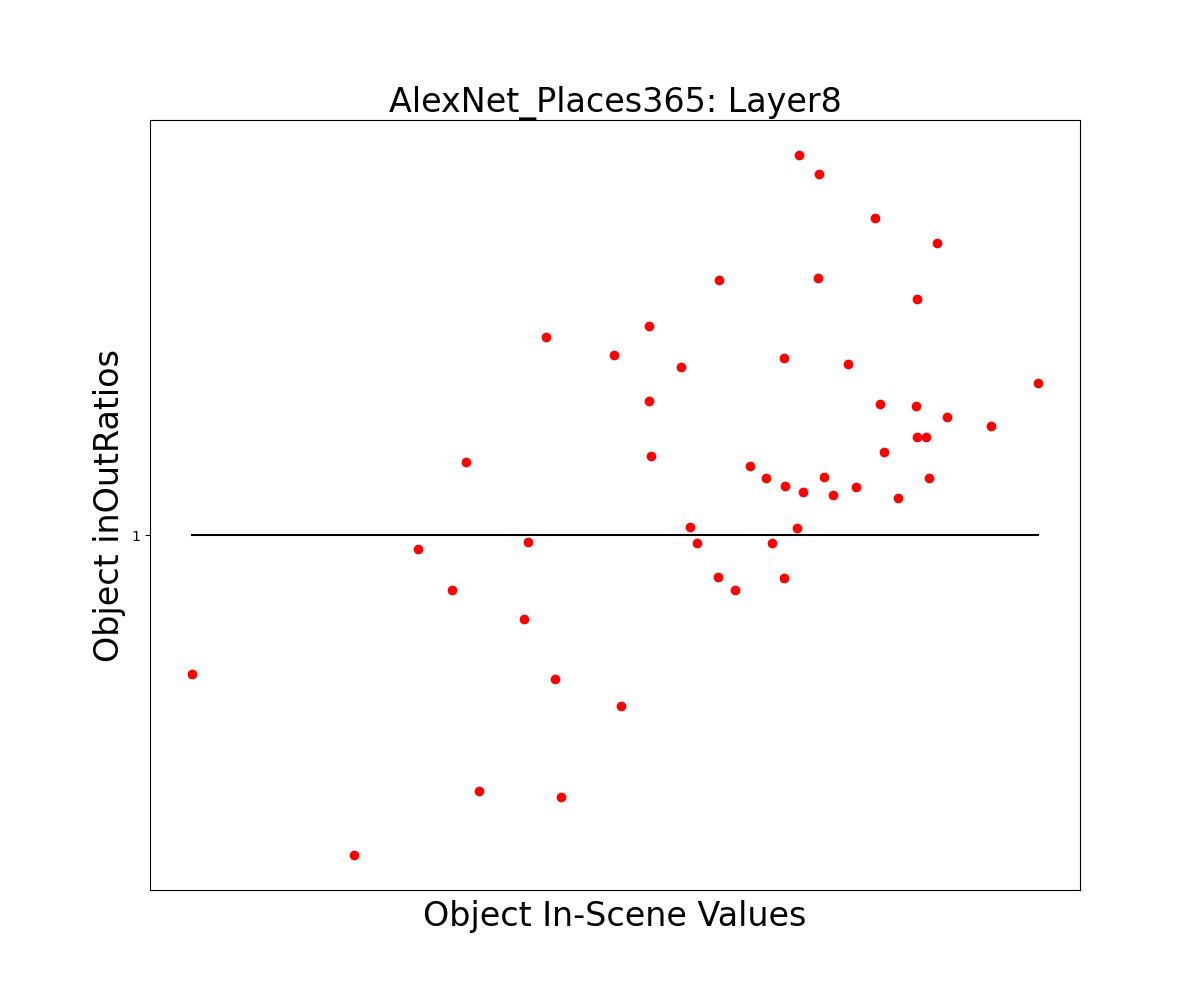 AlexNet_Places365: Layer8
Object inOutRatios
1
Object In-Scene Values